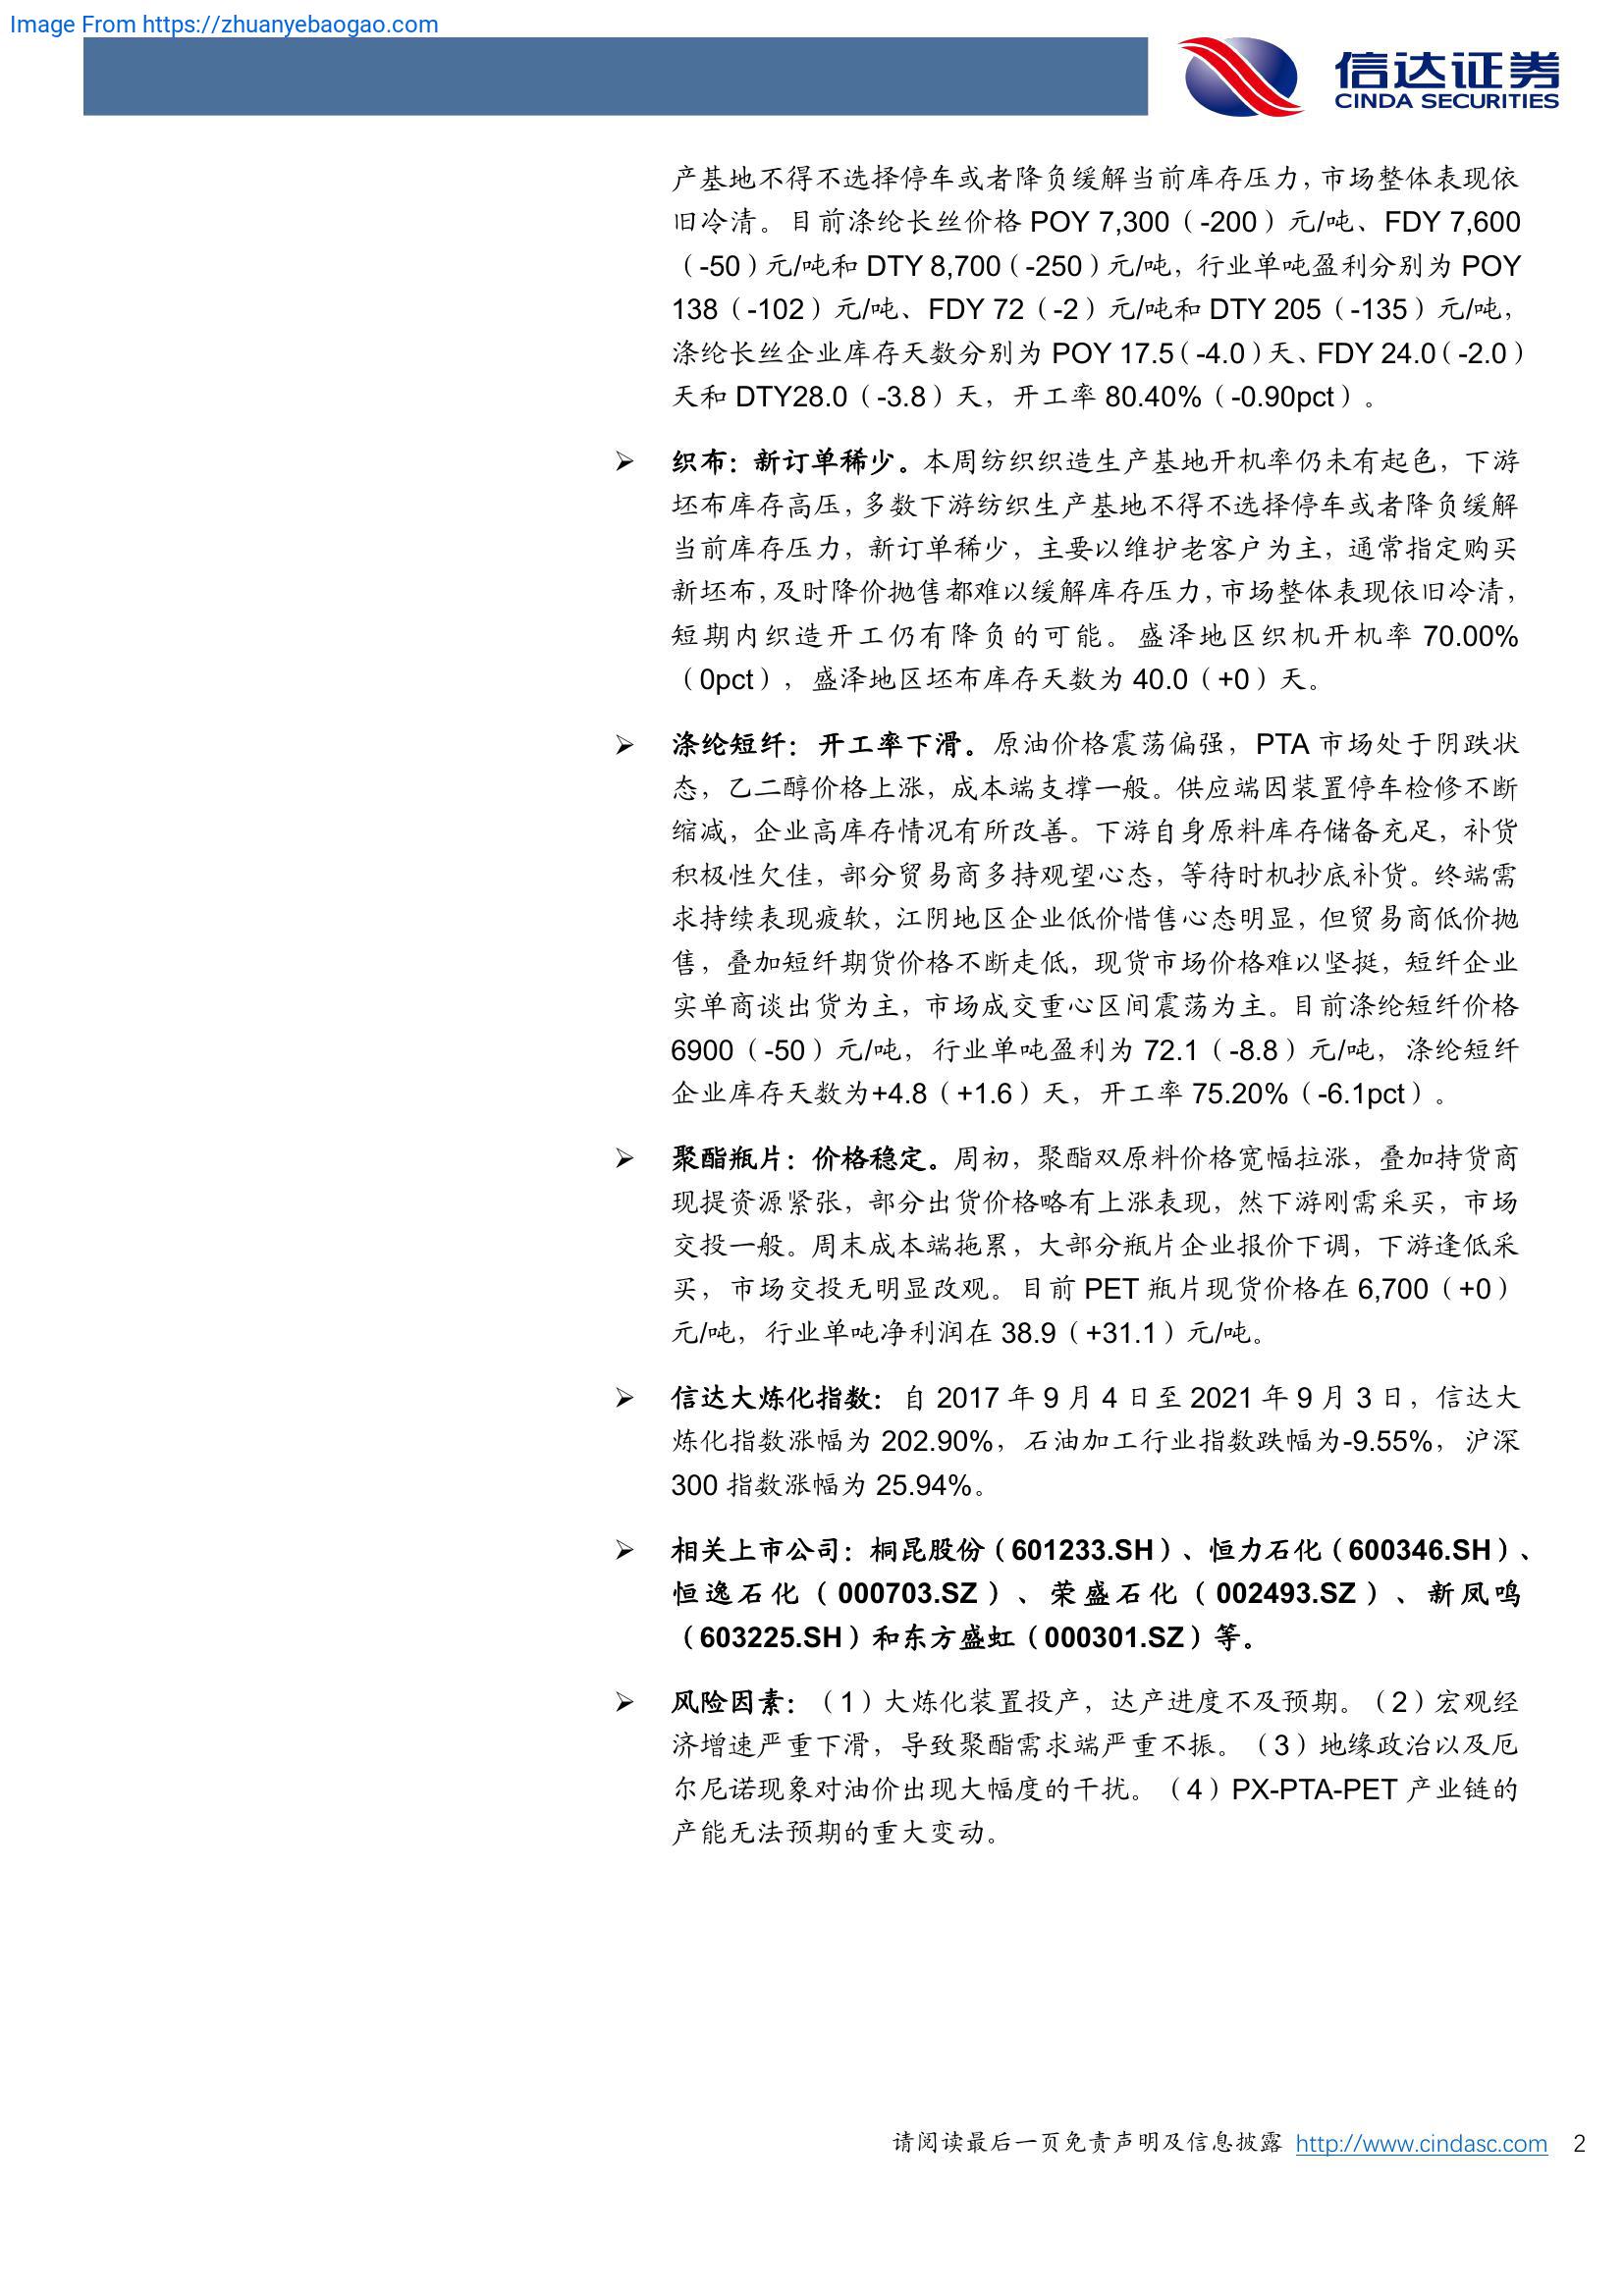 Image From https://zhuanyebaogao.com
信达证券
CINDA SECURITIES
产基地不得不选择停车或者降负缓解当前库存压力，市场整体表现依
旧冷清。目前涤纶长丝价格 POY 7,300（-200）元/吨、FDY 7,600
（-50）元/吨和 DTY 8,700（-250）元/吨，行业单吨盈利分别为 POY
138（-102）元/吨、FDY 72（-2）元/吨和 DTY 205（-135）元/吨，
涤纶长丝企业库存天数分别为 POY 17.5（-4.0）天、FDY 24.0（-2.0）
天和 DTY28.0（-3.8）天，开工率 80.40%（-0.90pct）。
➢ 织布：新订单稀少。本周纺织织造生产基地开机率仍未有起色，下游
坯布库存高压，多数下游纺织生产基地不得不选择停车或者降负缓解
当前库存压力，新订单稀少，主要以维护老客户为主，通常指定购买
新坯布，及时降价抛售都难以缓解库存压力，市场整体表现依旧冷清，
短期内织造开工仍有降负的可能。盛泽地区织机开机率 70.00%
（0pct），盛泽地区坯布库存天数为 40.0（+0）天。
➢ 涤纶短纤：开工率下滑。原油价格震荡偏强，PTA 市场处于阴跌状
态，乙二醇价格上涨，成本端支撑一般。供应端因装置停车检修不断
缩减，企业高库存情况有所改善。下游自身原料库存储备充足，补货
积极性欠佳，部分贸易商多持观望心态，等待时机抄底补货。终端需
求持续表现疲软，江阴地区企业低价惜售心态明显，但贸易商低价抛
售，叠加短纤期货价格不断走低，现货市场价格难以坚挺，短纤企业
实单商谈出货为主，市场成交重心区间震荡为主。目前涤纶短纤价格
6900（-50）元/吨，行业单吨盈利为 72.1（-8.8）元/吨，涤纶短纤
企业库存天数为+4.8（+1.6）天，开工率 75.20%（-6.1pct）。
➢ 聚酯瓶片：价格稳定。周初，聚酯双原料价格宽幅拉涨，叠加持货商
现提资源紧张，部分出货价格略有上涨表现，然下游刚需采买，市场
交投一般。周末成本端拖累，大部分瓶片企业报价下调，下游逢低采
买，市场交投无明显改观。目前 PET 瓶片现货价格在 6,700（+0）
元/吨，行业单吨净利润在 38.9（+31.1）元/吨。
➢ 信达大炼化指数：自 2017 年 9 月 4 日至 2021 年 9 月 3 日，信达大
炼化指数涨幅为 202.90%，石油加工行业指数跌幅为-9.55%，沪深
300 指数涨幅为 25.94%。
➢ 相关上市公司：桐昆股份（601233.SH）、恒力石化（600346.SH）、
恒逸石化（000703.SZ）、荣盛石化（002493.SZ）、新凤鸣
（603225.SH）和东方盛虹（000301.SZ）等。
➢ 风险因素：（1）大炼化装置投产，达产进度不及预期。（2）宏观经
济增速严重下滑，导致聚酯需求端严重不振。（3）地缘政治以及厄
尔尼诺现象对油价出现大幅度的干扰。（4）PX-PTA-PET 产业链的
产能无法预期的重大变动。
请阅读最后一页免责声明及信息披露 http://www.cindasc.com 2